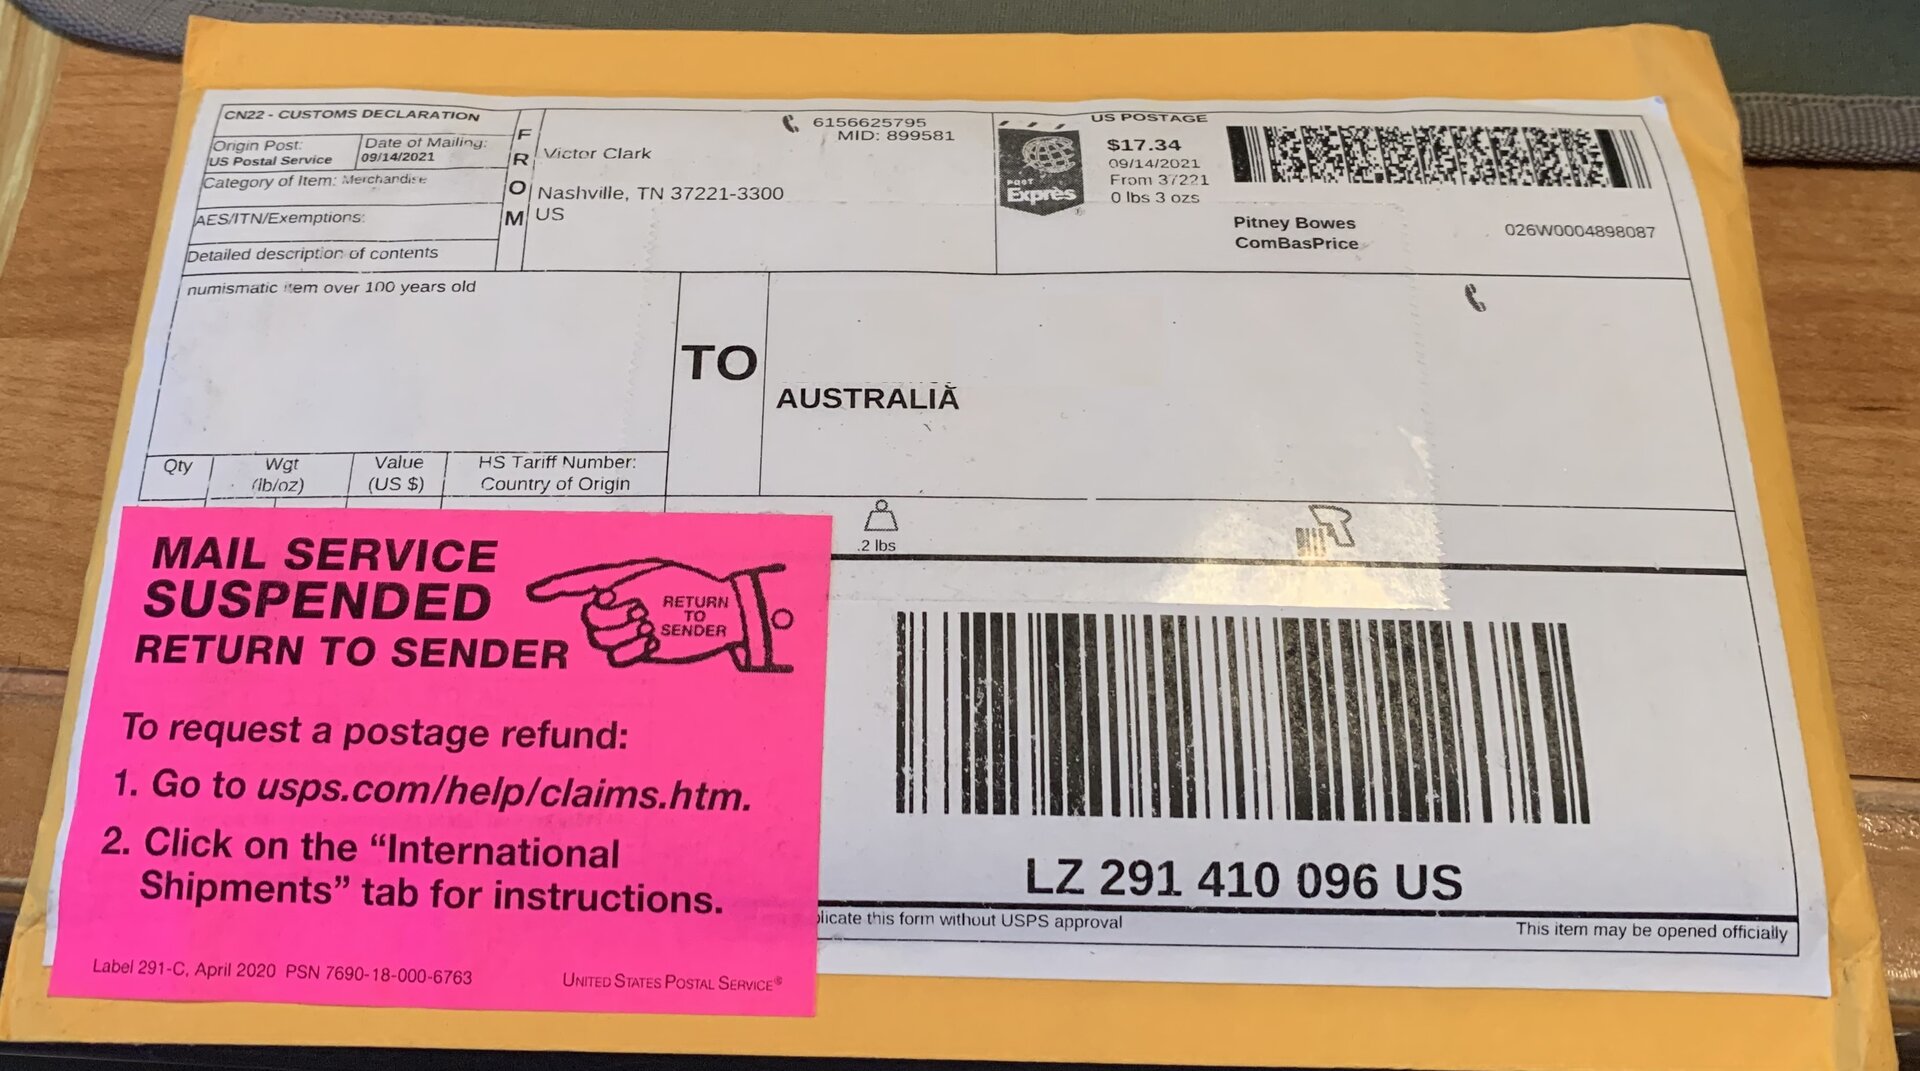 CN22 - CUSTOMS DECLARATION
Origin Post:
US Postal Service
Date of Mailing:
09/14/2021
Category of Item: Merchandise
AES/ITN/Exemptions:
Detailed description of contents
numismatic item over 100 years old
FROM
6156625795
MID: 899581
Victor Clark
Nashville, TN 37221-3300
US
POST
Exprès
®
US POSTAGE
$17.34
09/14/2021
From 37221
0 lbs 3 ozs
Pitney Bowes
ComBasPrice
026W0004898087
TO
AUSTRALIA
Qty
Wgt
(lb/oz)
Value
(US $)
HS Tariff Number:
Country of Origin
.2 lbs
MAIL SERVICE
SUSPENDED
RETURN TO SENDER
RETURN
TO
SENDER
To request a postage refund:
1. Go to usps.com/help/claims.htm.
2. Click on the “International
Shipments” tab for instructions.
Label 291-C, April 2020 PSN 7690-18-000-6763
UNITED STATES POSTAL SERVICE®
LZ 291 410 096 US
plicate this form without USPS approval
This item may be opened officially